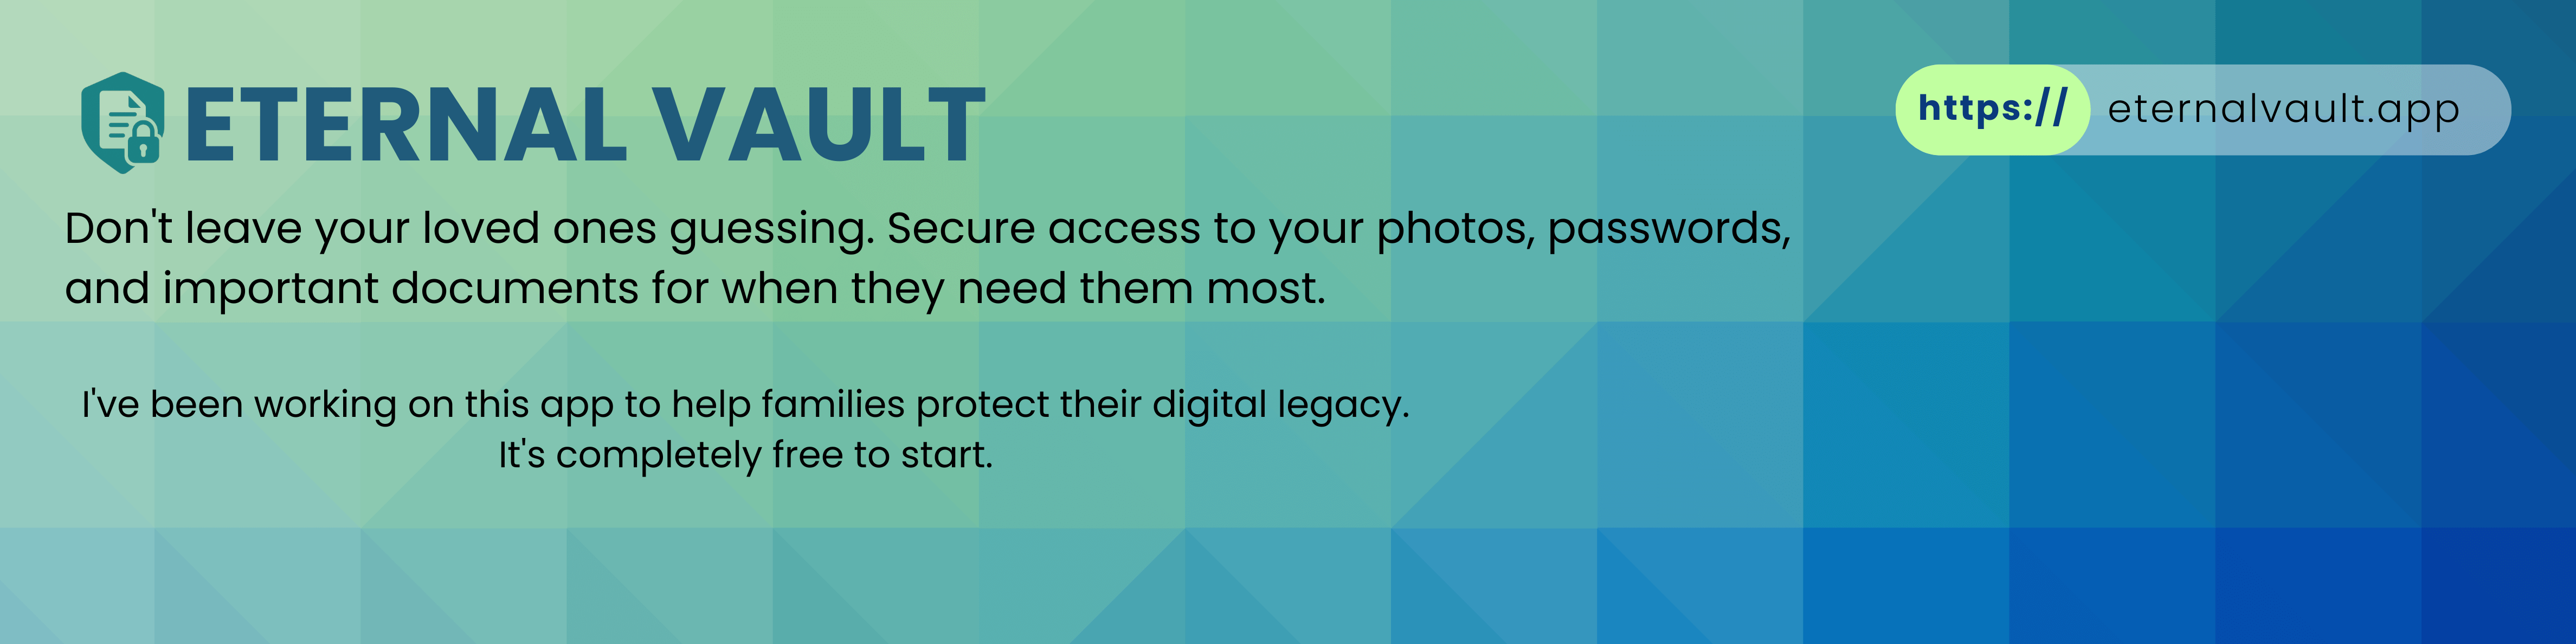 ETERNAL VAULT
https:// eternalvault.app
Don't leave your loved ones guessing. Secure access to your photos, passwords,
and important documents for when they need them most.
I've been working on this app to help families protect their digital legacy.
It's completely free to start.